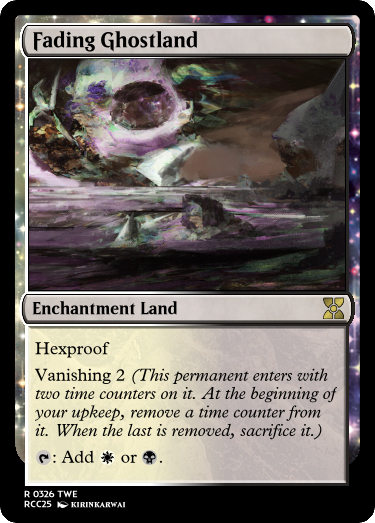 Fading Ghostland
Enchantment Land
Hexproof
Vanishing 2 (This permanent enters with
two time counters on it. At the beginning of
your upkeep, remove a time counter from
it. When the last is removed, sacrifice it.)
: Add or .
R 0326 TWE
RCC25 KIRINKARWAI